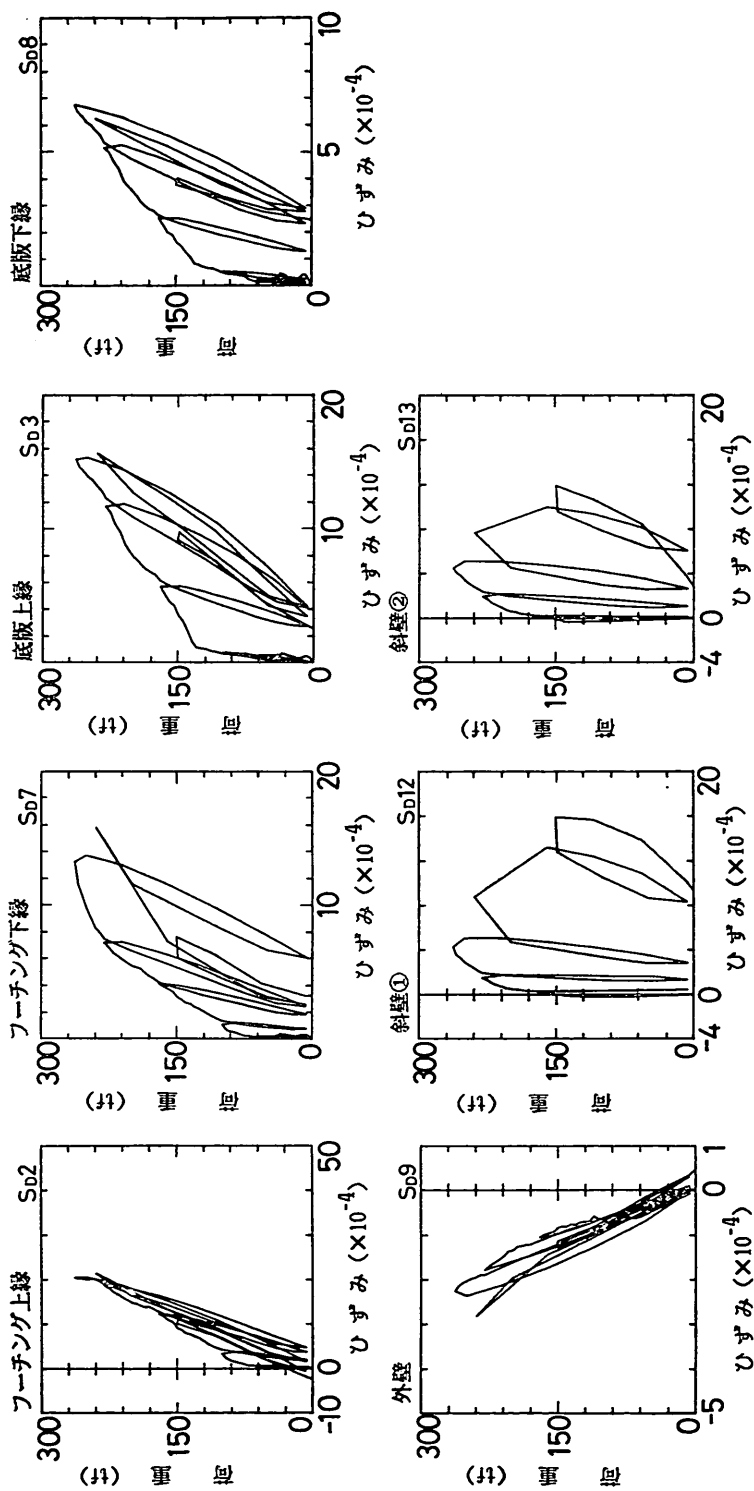 フーチング上縁 SD2
300
150
0
荷重 (tf)
-10 0 50
ひずみ (×10-4)
フーチング下縁 SD7
300
150
0
荷重 (tf)
10 20
ひずみ (×10-4)
底版上縁 SD3
300
150
0
荷重 (tf)
10 20
ひずみ (×10-4)
底版下縁 SD8
300
150
0
荷重 (tf)
0 5 10
ひずみ (×10-4)
外壁 SD9
300
150
0
荷重 (tf)
-5 0 1
ひずみ (×10-4)
斜壁① SD12
300
150
0
荷重 (tf)
-4 0 20
ひずみ (×10-4)
斜壁② SD13
300
150
0
荷重 (tf)
-4 0 20
ひずみ (×10-4)